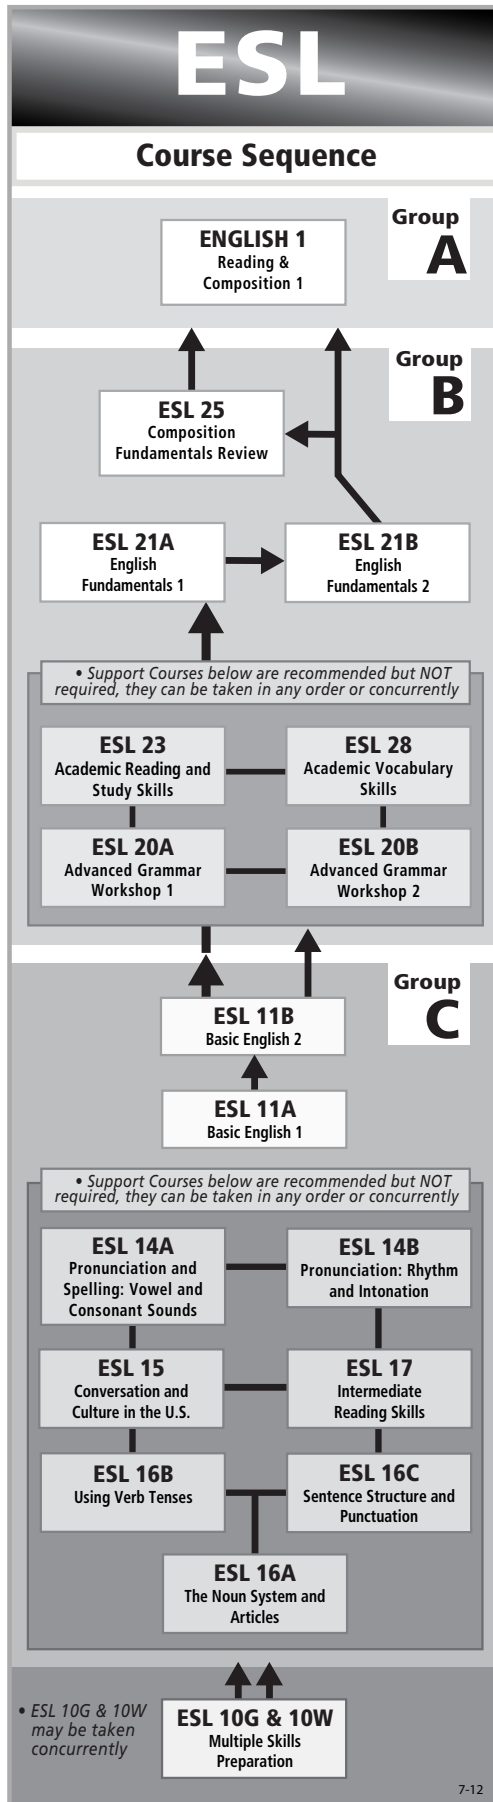 ESL
Course Sequence
Group
A
ENGLISH 1
Reading &
Composition 1
Group
B
ESL 25
Composition
Fundamentals Review
ESL 21A
English
Fundamentals 1
ESL 21B
English
Fundamentals 2
• Support Courses below are recommended but NOT
required, they can be taken in any order or concurrently
ESL 23
Academic Reading and
Study Skills
ESL 28
Academic Vocabulary
Skills
ESL 20A
Advanced Grammar
Workshop 1
ESL 20B
Advanced Grammar
Workshop 2
Group
C
ESL 11B
Basic English 2
ESL 11A
Basic English 1
• Support Courses below are recommended but NOT
required, they can be taken in any order or concurrently
ESL 14A
Pronunciation and
Spelling: Vowel and
Consonant Sounds
ESL 14B
Pronunciation: Rhythm
and Intonation
ESL 15
Conversation and
Culture in the U.S.
ESL 17
Intermediate
Reading Skills
ESL 16B
Using Verb Tenses
ESL 16C
Sentence Structure and
Punctuation
ESL 16A
The Noun System and
Articles
• ESL 10G & 10W
may be taken
concurrently
ESL 10G & 10W
Multiple Skills
Preparation
7-12